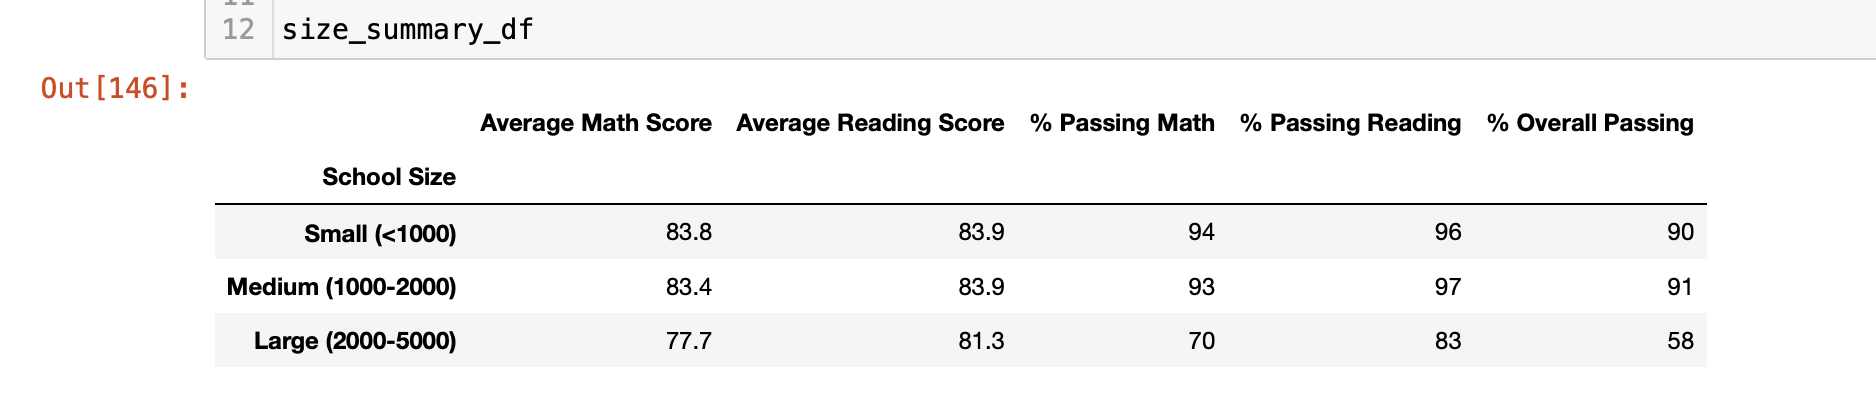 12 size_summary_df
Out[146]:
Average Math Score Average Reading Score % Passing Math % Passing Reading % Overall Passing
School Size
Small (<1000) 83.8 83.9 94 96 90
Medium (1000-2000) 83.4 83.9 93 97 91
Large (2000-5000) 77.7 81.3 70 83 58